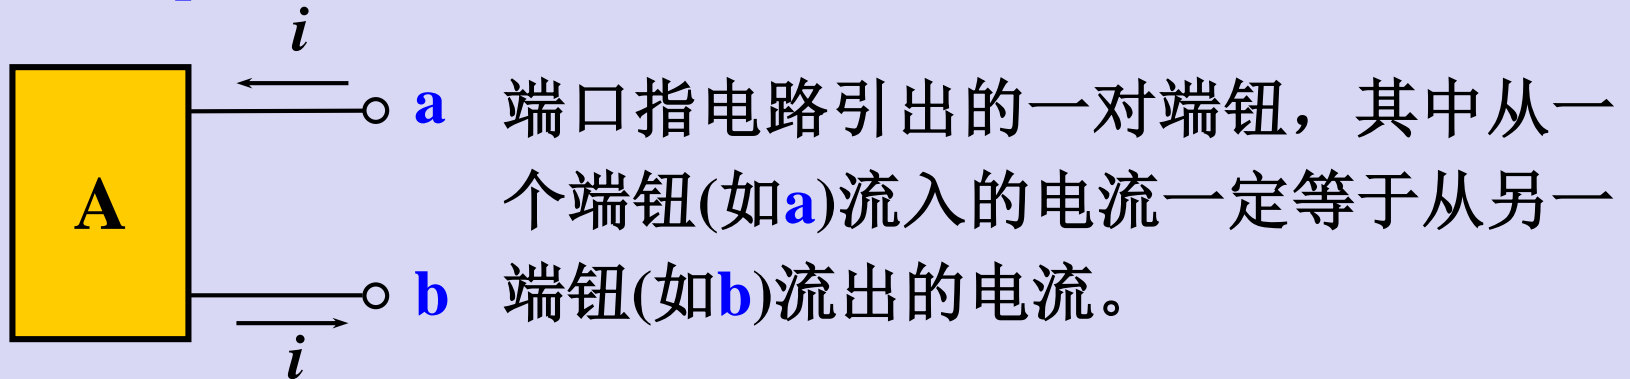 i
a 端口指电路引出的一对端钮，其中从一
A 个端钮(如a)流入的电流一定等于从另一
b 端钮(如b)流出的电流。
i